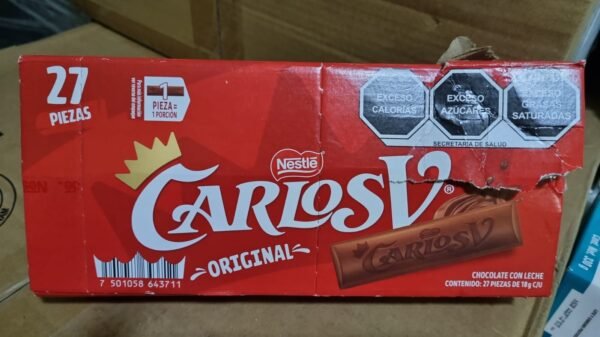 27
PIEZAS
1
PIEZA =
1 PORCIÓN
EXCESO
CALORÍAS
EXCESO
AZÚCARES
EXCESO
GRASAS
SATURADAS
SECRETARÍA DE SALUD
Nestlé
CARLOS V®
ORIGINAL
CARLOS V
7 501058 643711
CHOCOLATE CON LECHE
CONTENIDO: 27 PIEZAS DE 18g C/U